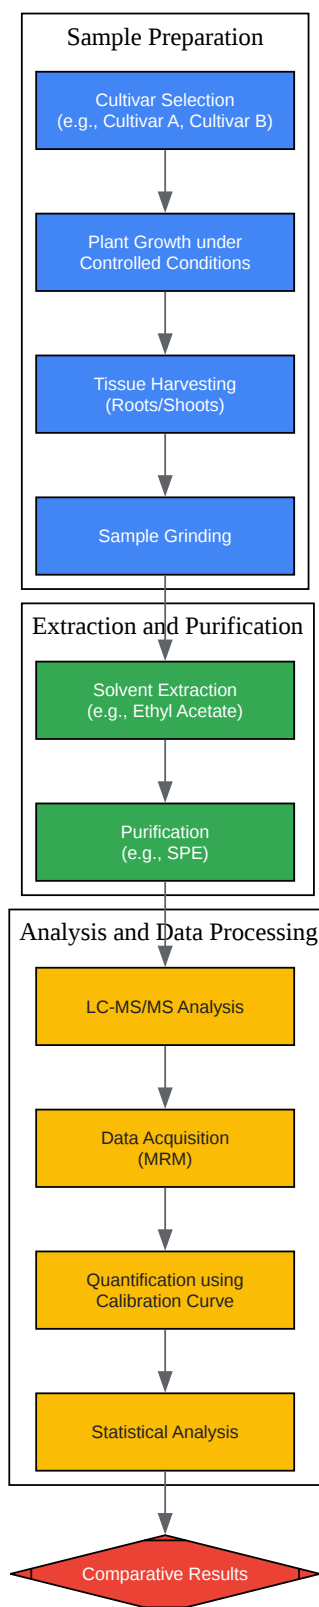 Sample Preparation
Cultivar Selection
(e.g., Cultivar A, Cultivar B)
Plant Growth under
Controlled Conditions
Tissue Harvesting
(Roots/Shoots)
Sample Grinding
Extraction and Purification
Solvent Extraction
(e.g., Ethyl Acetate)
Purification
(e.g., SPE)
Analysis and Data Processing
LC-MS/MS Analysis
Data Acquisition
(MRM)
Quantification using
Calibration Curve
Statistical Analysis
Comparative Results